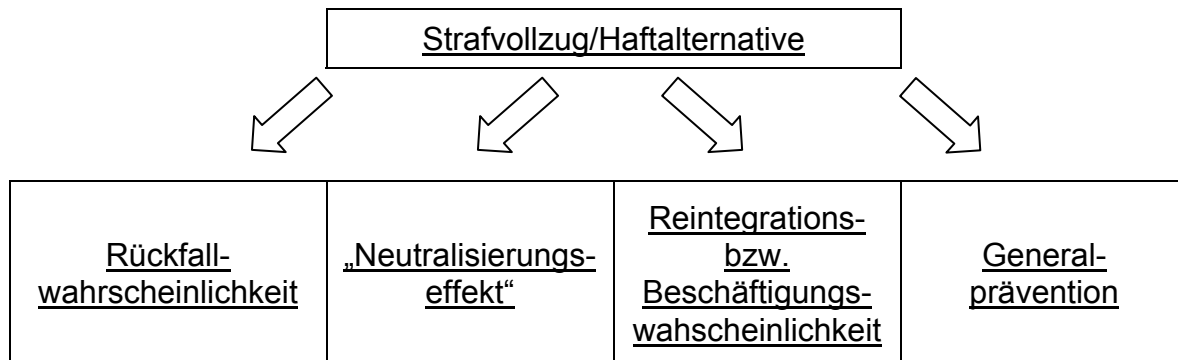 Strafvollzug/Haftalternative
Rückfall-
wahrscheinlichkeit
„Neutralisierungs-
effekt“
Reintegrations-
bzw.
Beschäftigungs-
wahscheinlichkeit
General-
prävention